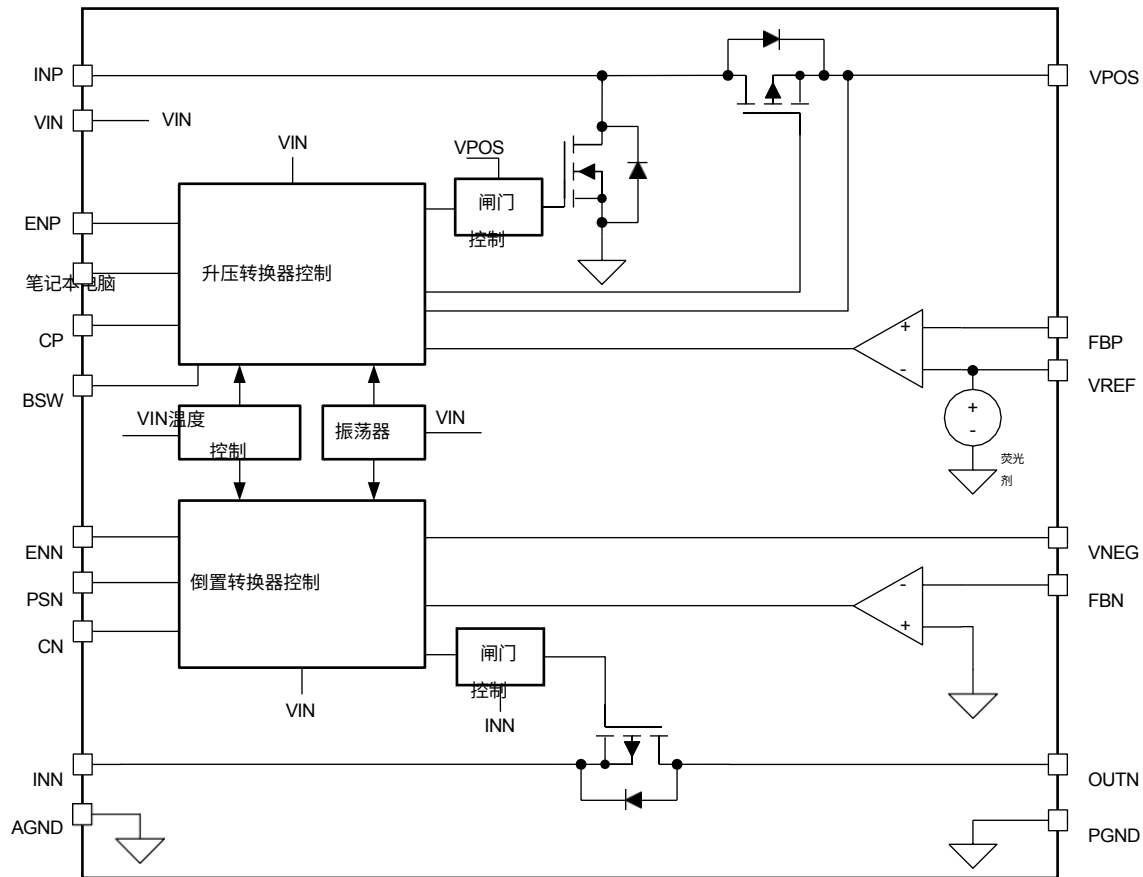 INP
VPOS
VIN
VIN
VIN
VPOS
闸门
控制
ENP
笔记本电脑
升压转换器控制
CP
+
FBP
-
VREF
BSW
VIN温度
控制
振荡器
VIN
+
-
荧光
剂
ENN
VNEG
倒置转换器控制
PSN
-
FBN
CN
+
闸门
控制
VIN
INN
INN
OUTN
AGND
PGND